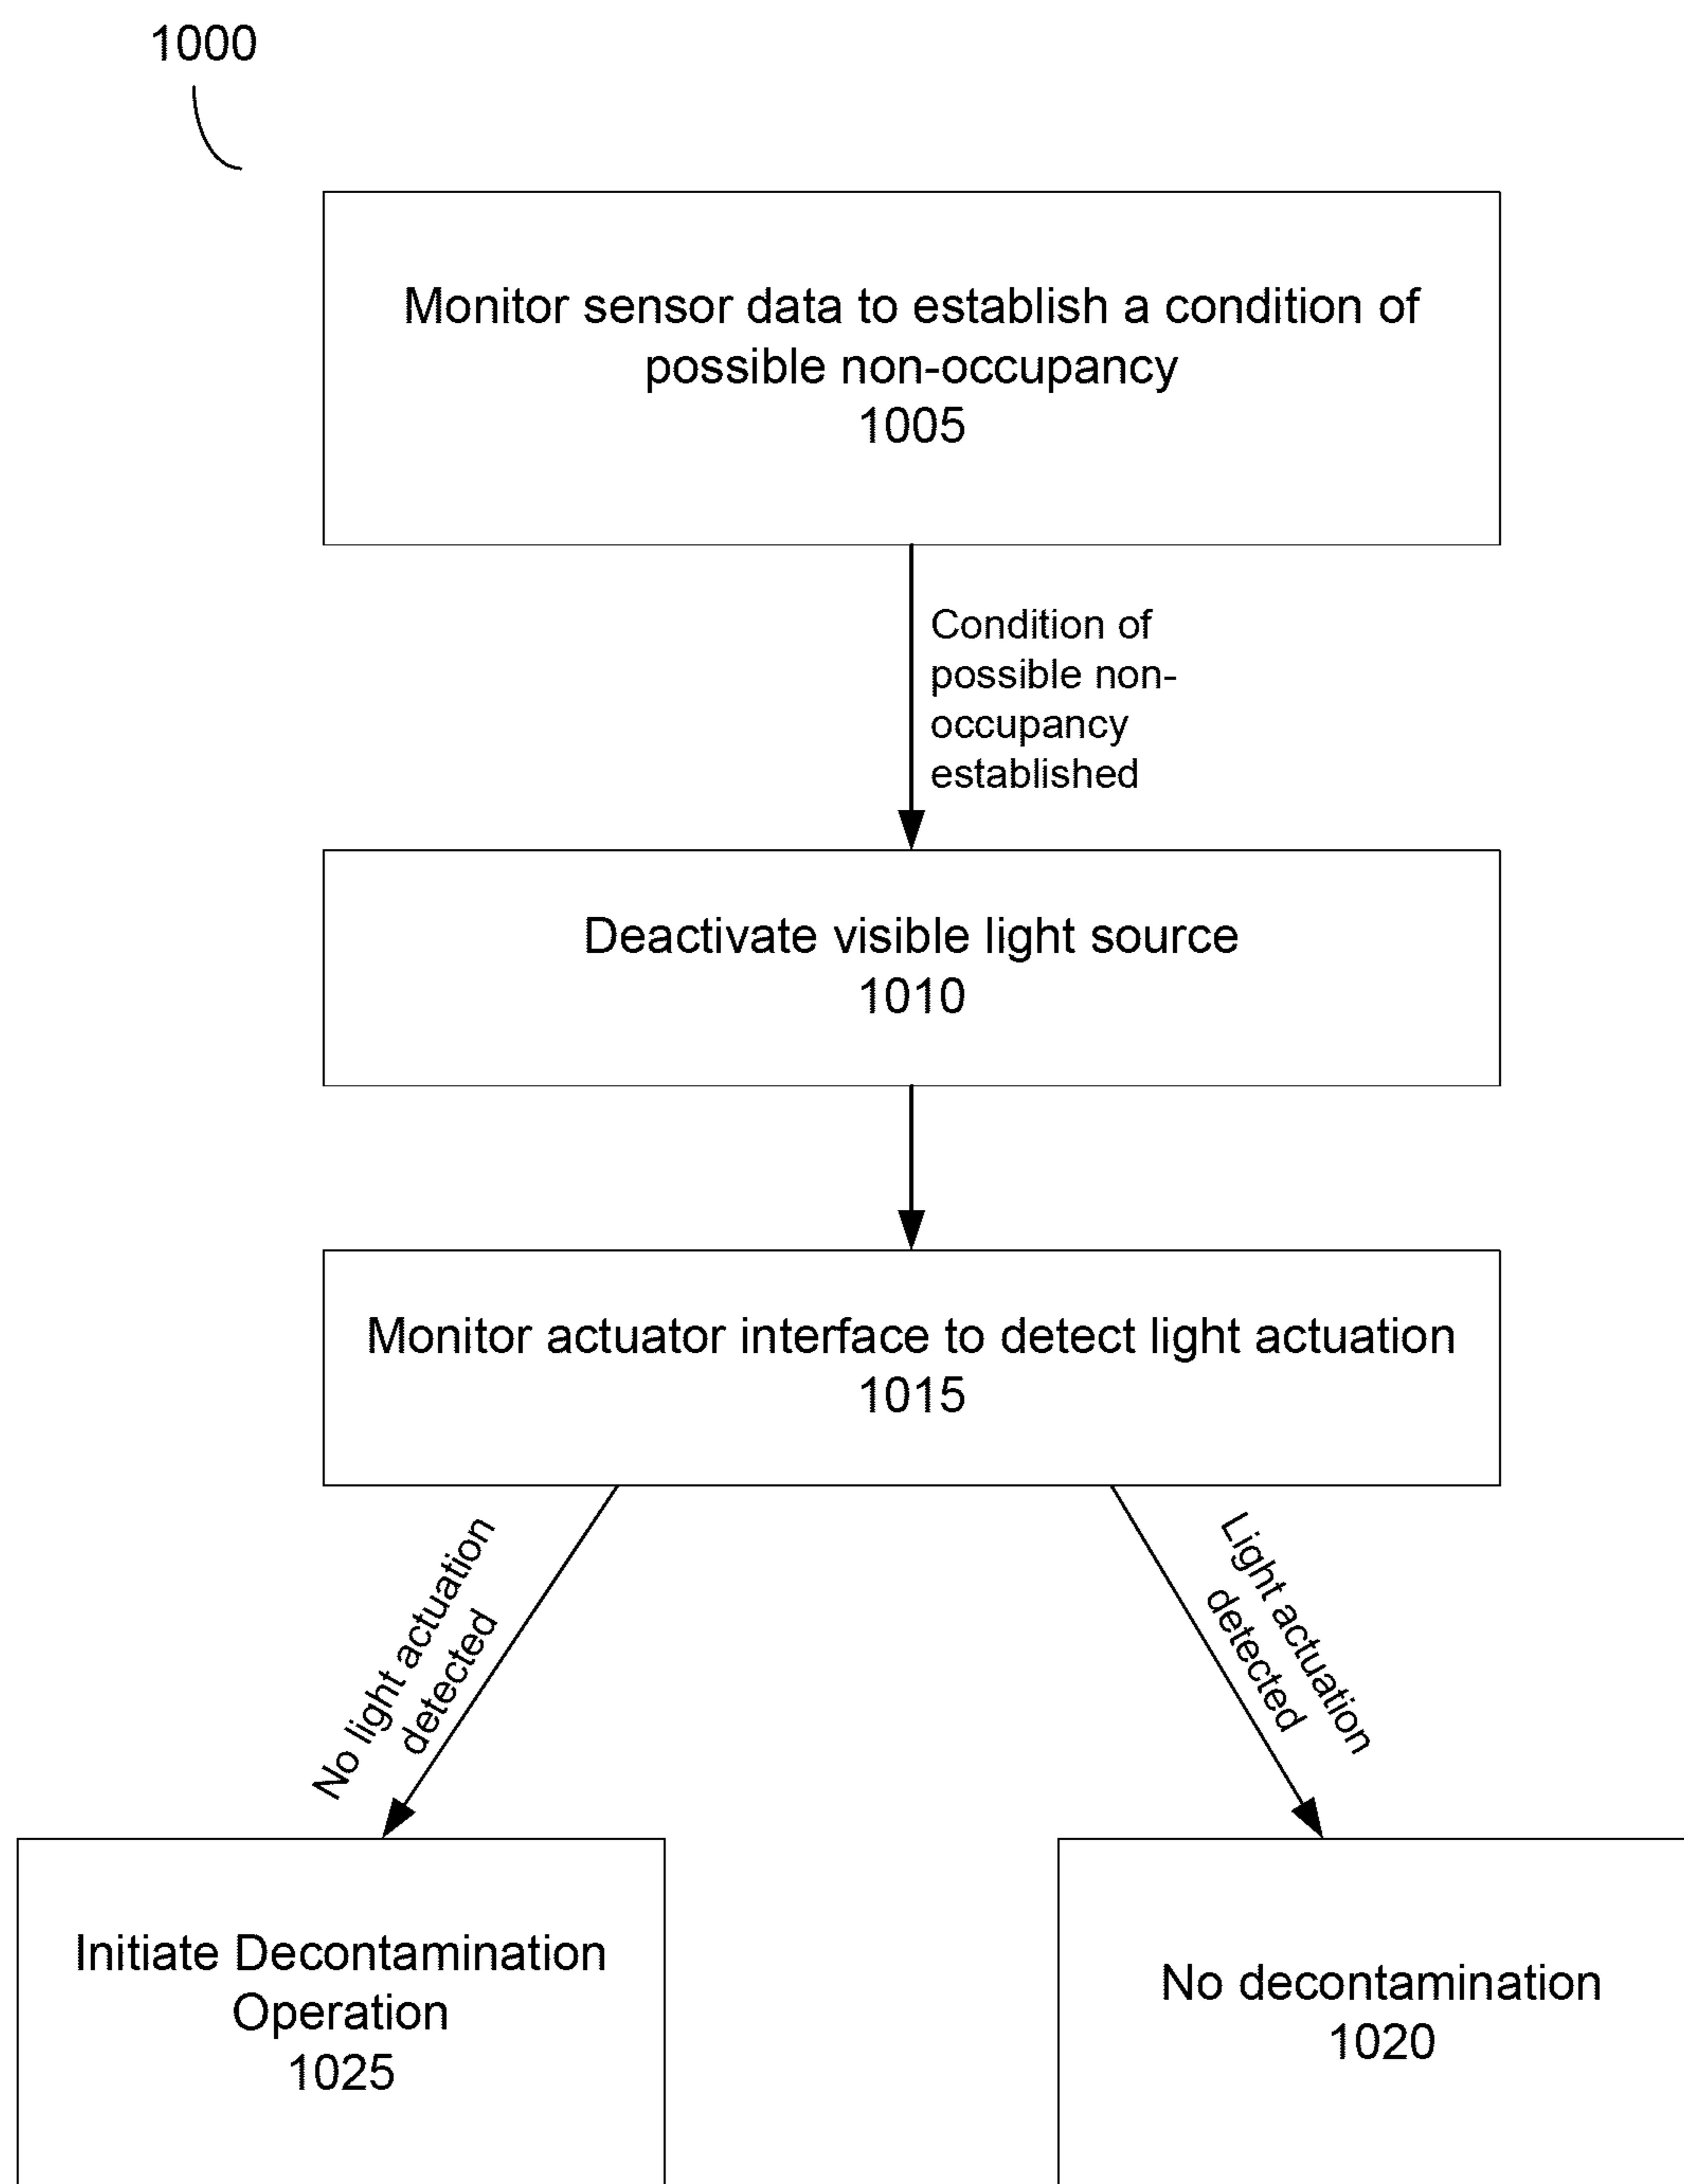 1000
Monitor sensor data to establish a condition of
possible non-occupancy
1005
Condition of
possible non-
occupancy
established
Deactivate visible light source
1010
Monitor actuator interface to detect light actuation
1015
No light actuation
detected
Light actuation
detected
Initiate Decontamination
Operation
1025
No decontamination
1020